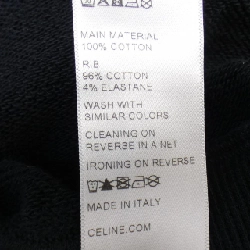 MAIN MATERIAL
100% COTTON
R.B
96% COTTON
4% ELASTANE
WASH WITH
SIMILAR COLORS
CLEANING ON
REVERSE IN A NET
IRONING ON REVERSE
MADE IN ITALY
CELINE.COM